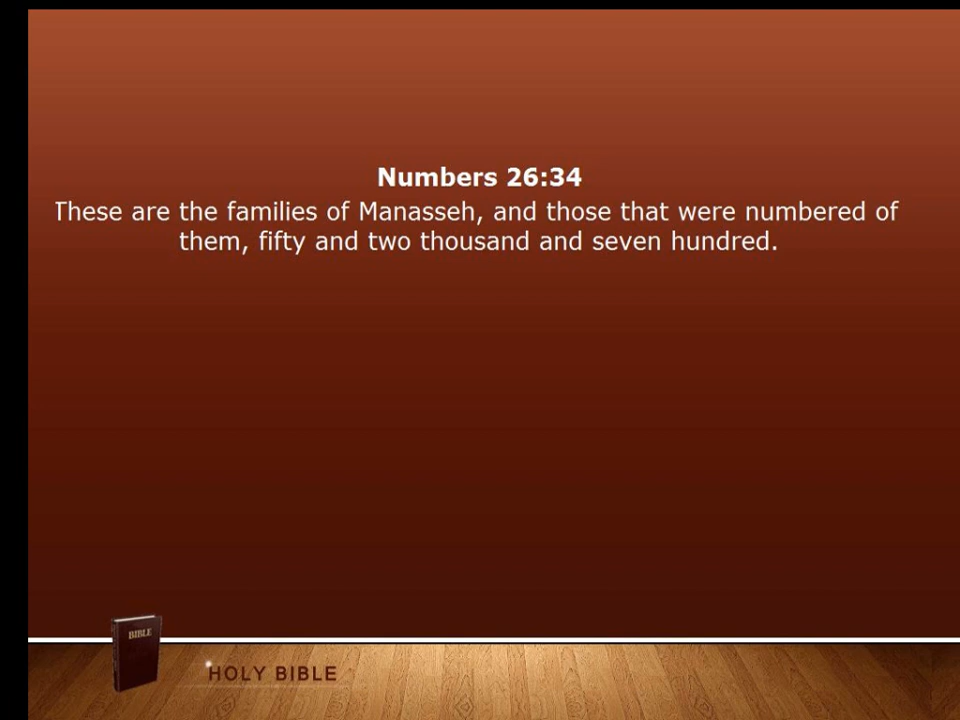 Numbers 26:34
These are the families of Manasseh, and those that were numbered of
them, fifty and two thousand and seven hundred.
BIBLE
HOLY BIBLE